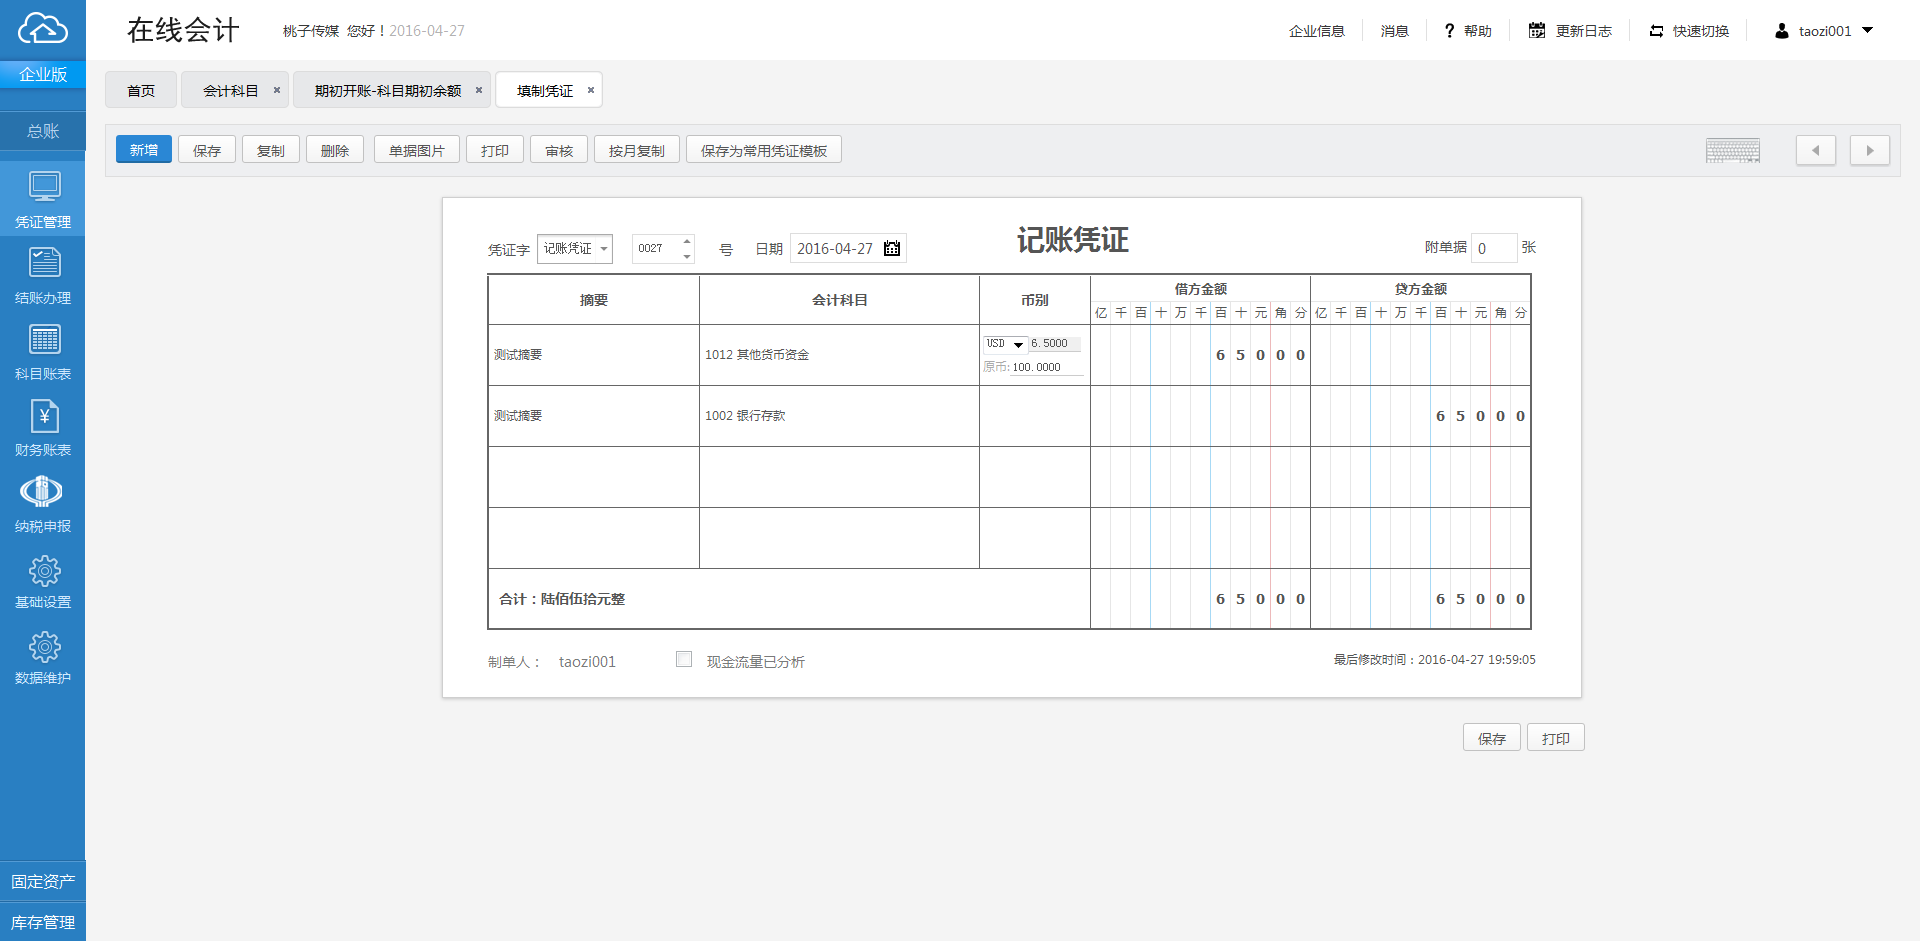 在线会计 桃子传媒 您好！2016-04-27 企业信息 消息 ? 帮助 更新日志 快速切换 taozi001
企业版
首页 会计科目 × 期初开账-科目期初余额 × 填制凭证 ×
总账
新增 保存 复制 删除 单据图片 打印 审核 按月复制 保存为常用凭证模板
凭证管理
结账办理
科目账表
¥
财务账表
纳税申报
基础设置
数据维护
固定资产
库存管理
记账凭证
凭证字 记账凭证 0027 号 日期 2016-04-27 附单据 0 张
摘要 会计科目 币别 借方金额 贷方金额
亿 千 百 十 万 千 百 十 元 角 分 亿 千 百 十 万 千 百 十 元 角 分
测试摘要 1012 其他货币资金 USD 6.5000 6 5 0 0 0
原币: 100.0000
测试摘要 1002 银行存款 6 5 0 0 0
合计：陆佰伍拾元整 6 5 0 0 0 6 5 0 0 0
制单人： taozi001 现金流量已分析 最后修改时间：2016-04-27 19:59:05
保存 打印